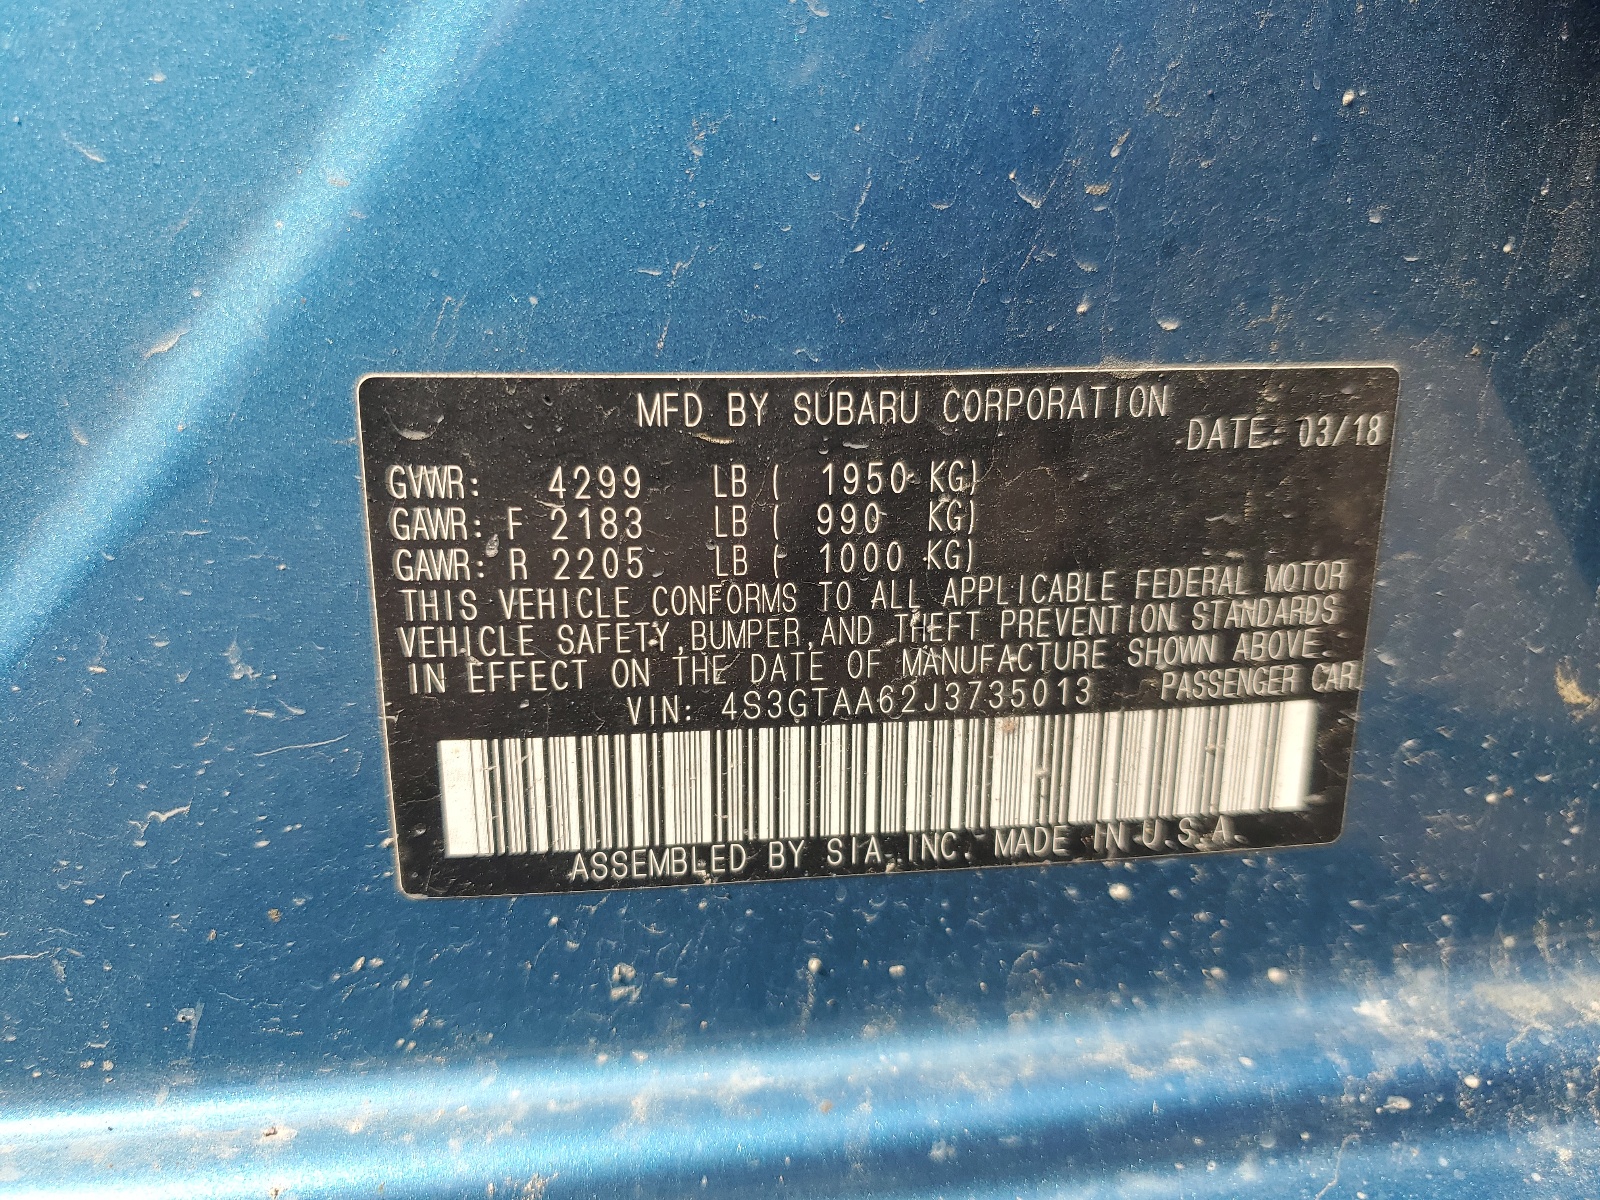 MFD BY SUBARU CORPORATION
DATE: 03/18
GVWR: 4299 LB ( 1950 KG)
GAWR: F 2183 LB ( 990 KG)
GAWR: R 2205 LB ( 1000 KG)
THIS VEHICLE CONFORMS TO ALL APPLICABLE FEDERAL MOTOR
VEHICLE SAFETY, BUMPER, AND THEFT PREVENTION STANDARDS
IN EFFECT ON THE DATE OF MANUFACTURE SHOWN ABOVE.
VIN: 4S3GTAA62J3735013 PASSENGER CAR
ASSEMBLED BY SIA, INC. MADE IN U.S.A.